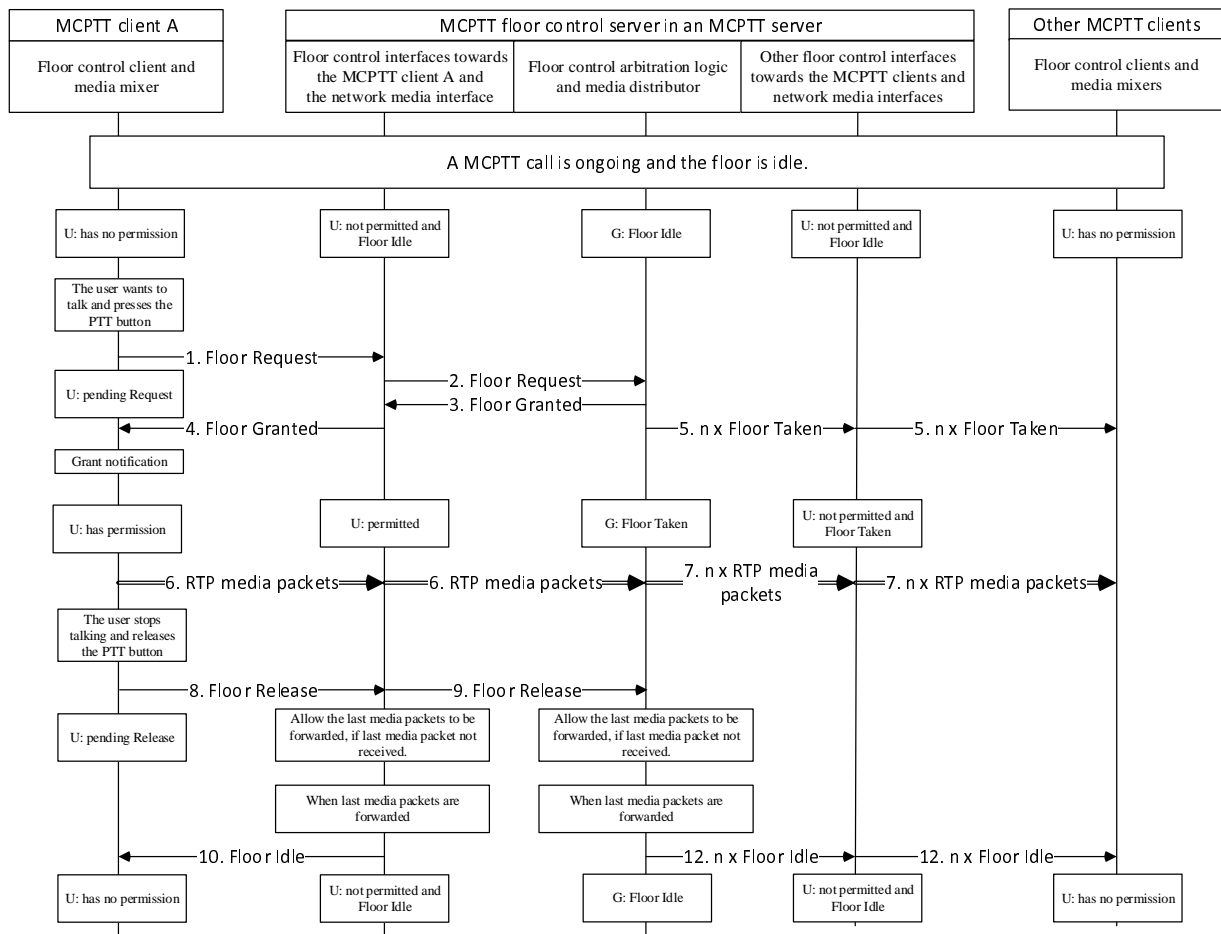 MCPTT client A
MCPTT floor control server in an MCPTT server
Other MCPTT clients
Floor control client and
media mixer
Floor control interfaces towards
the MCPTT client A and
the network media interface
Floor control arbitration logic
and media distributor
Other floor control interfaces
towards the MCPTT clients and
network media interfaces
Floor control clients and
media mixers
A MCPTT call is ongoing and the floor is idle.
U: has no permission
U: not permitted and
Floor Idle
G: Floor Idle
U: not permitted and
Floor Idle
U: has no permission
The user wants to
talk and presses the
PTT button
1. Floor Request
2. Floor Request
U: pending Request
3. Floor Granted
4. Floor Granted
5. n x Floor Taken
5. n x Floor Taken
Grant notification
U: has permission
U: permitted
G: Floor Taken
U: not permitted and
Floor Taken
6. RTP media packets
6. RTP media packets
7. n x RTP media
packets
7. n x RTP media packets
The user stops
talking and releases
the PTT button
8. Floor Release
9. Floor Release
U: pending Release
Allow the last media packets to be
forwarded, if last media packet not
received.
Allow the last media packets to be
forwarded, if last media packet not
received.
When last media packets are
forwarded
When last media packets are
forwarded
10. Floor Idle
12. n x Floor Idle
12. n x Floor Idle
U: has no permission
U: not permitted and
Floor Idle
G: Floor Idle
U: not permitted and
Floor Idle
U: has no permission